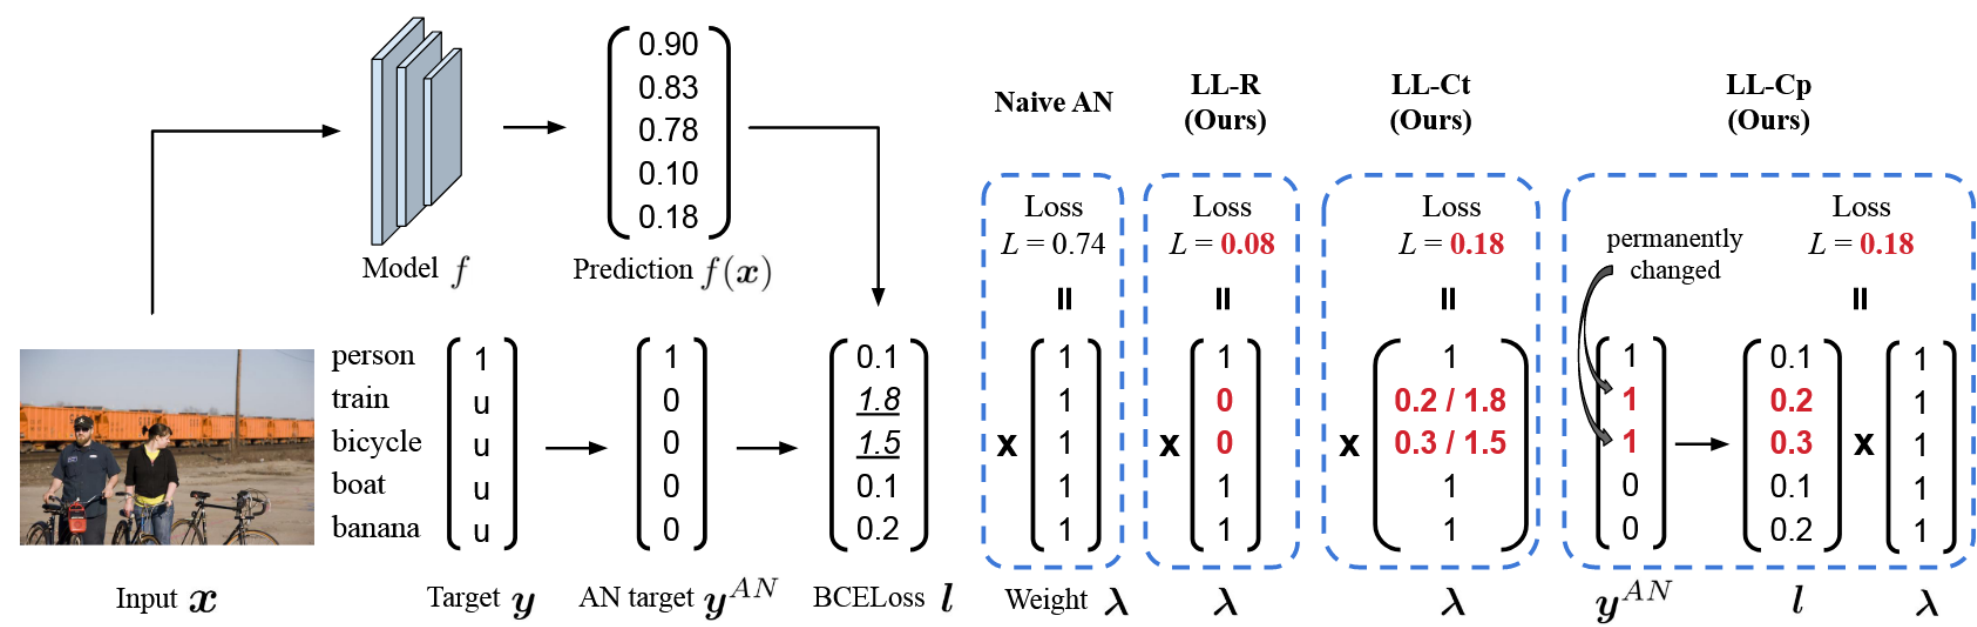 0.90
0.83
0.78
0.10
0.18
Model f
Prediction f(x)
person
train
bicycle
boat
banana
1
u
u
u
u
1
0
0
0
0
0.1
1.8
1.5
0.1
0.2
Input x
Target y
AN target y^{AN}
BCELoss l
Naive AN
Loss
L = 0.74
=
x
1
1
1
1
1
Weight λ
LL-R
(Ours)
Loss
L = 0.08
=
x
1
0
0
1
1
λ
LL-Ct
(Ours)
Loss
L = 0.18
=
x
1
0.2 / 1.8
0.3 / 1.5
1
1
λ
LL-Cp
(Ours)
permanently
changed
Loss
L = 0.18
=
1
1
1
0
0
0.1
0.2
0.3
0.1
0.2
x
1
1
1
1
1
y^{AN}
l
λ